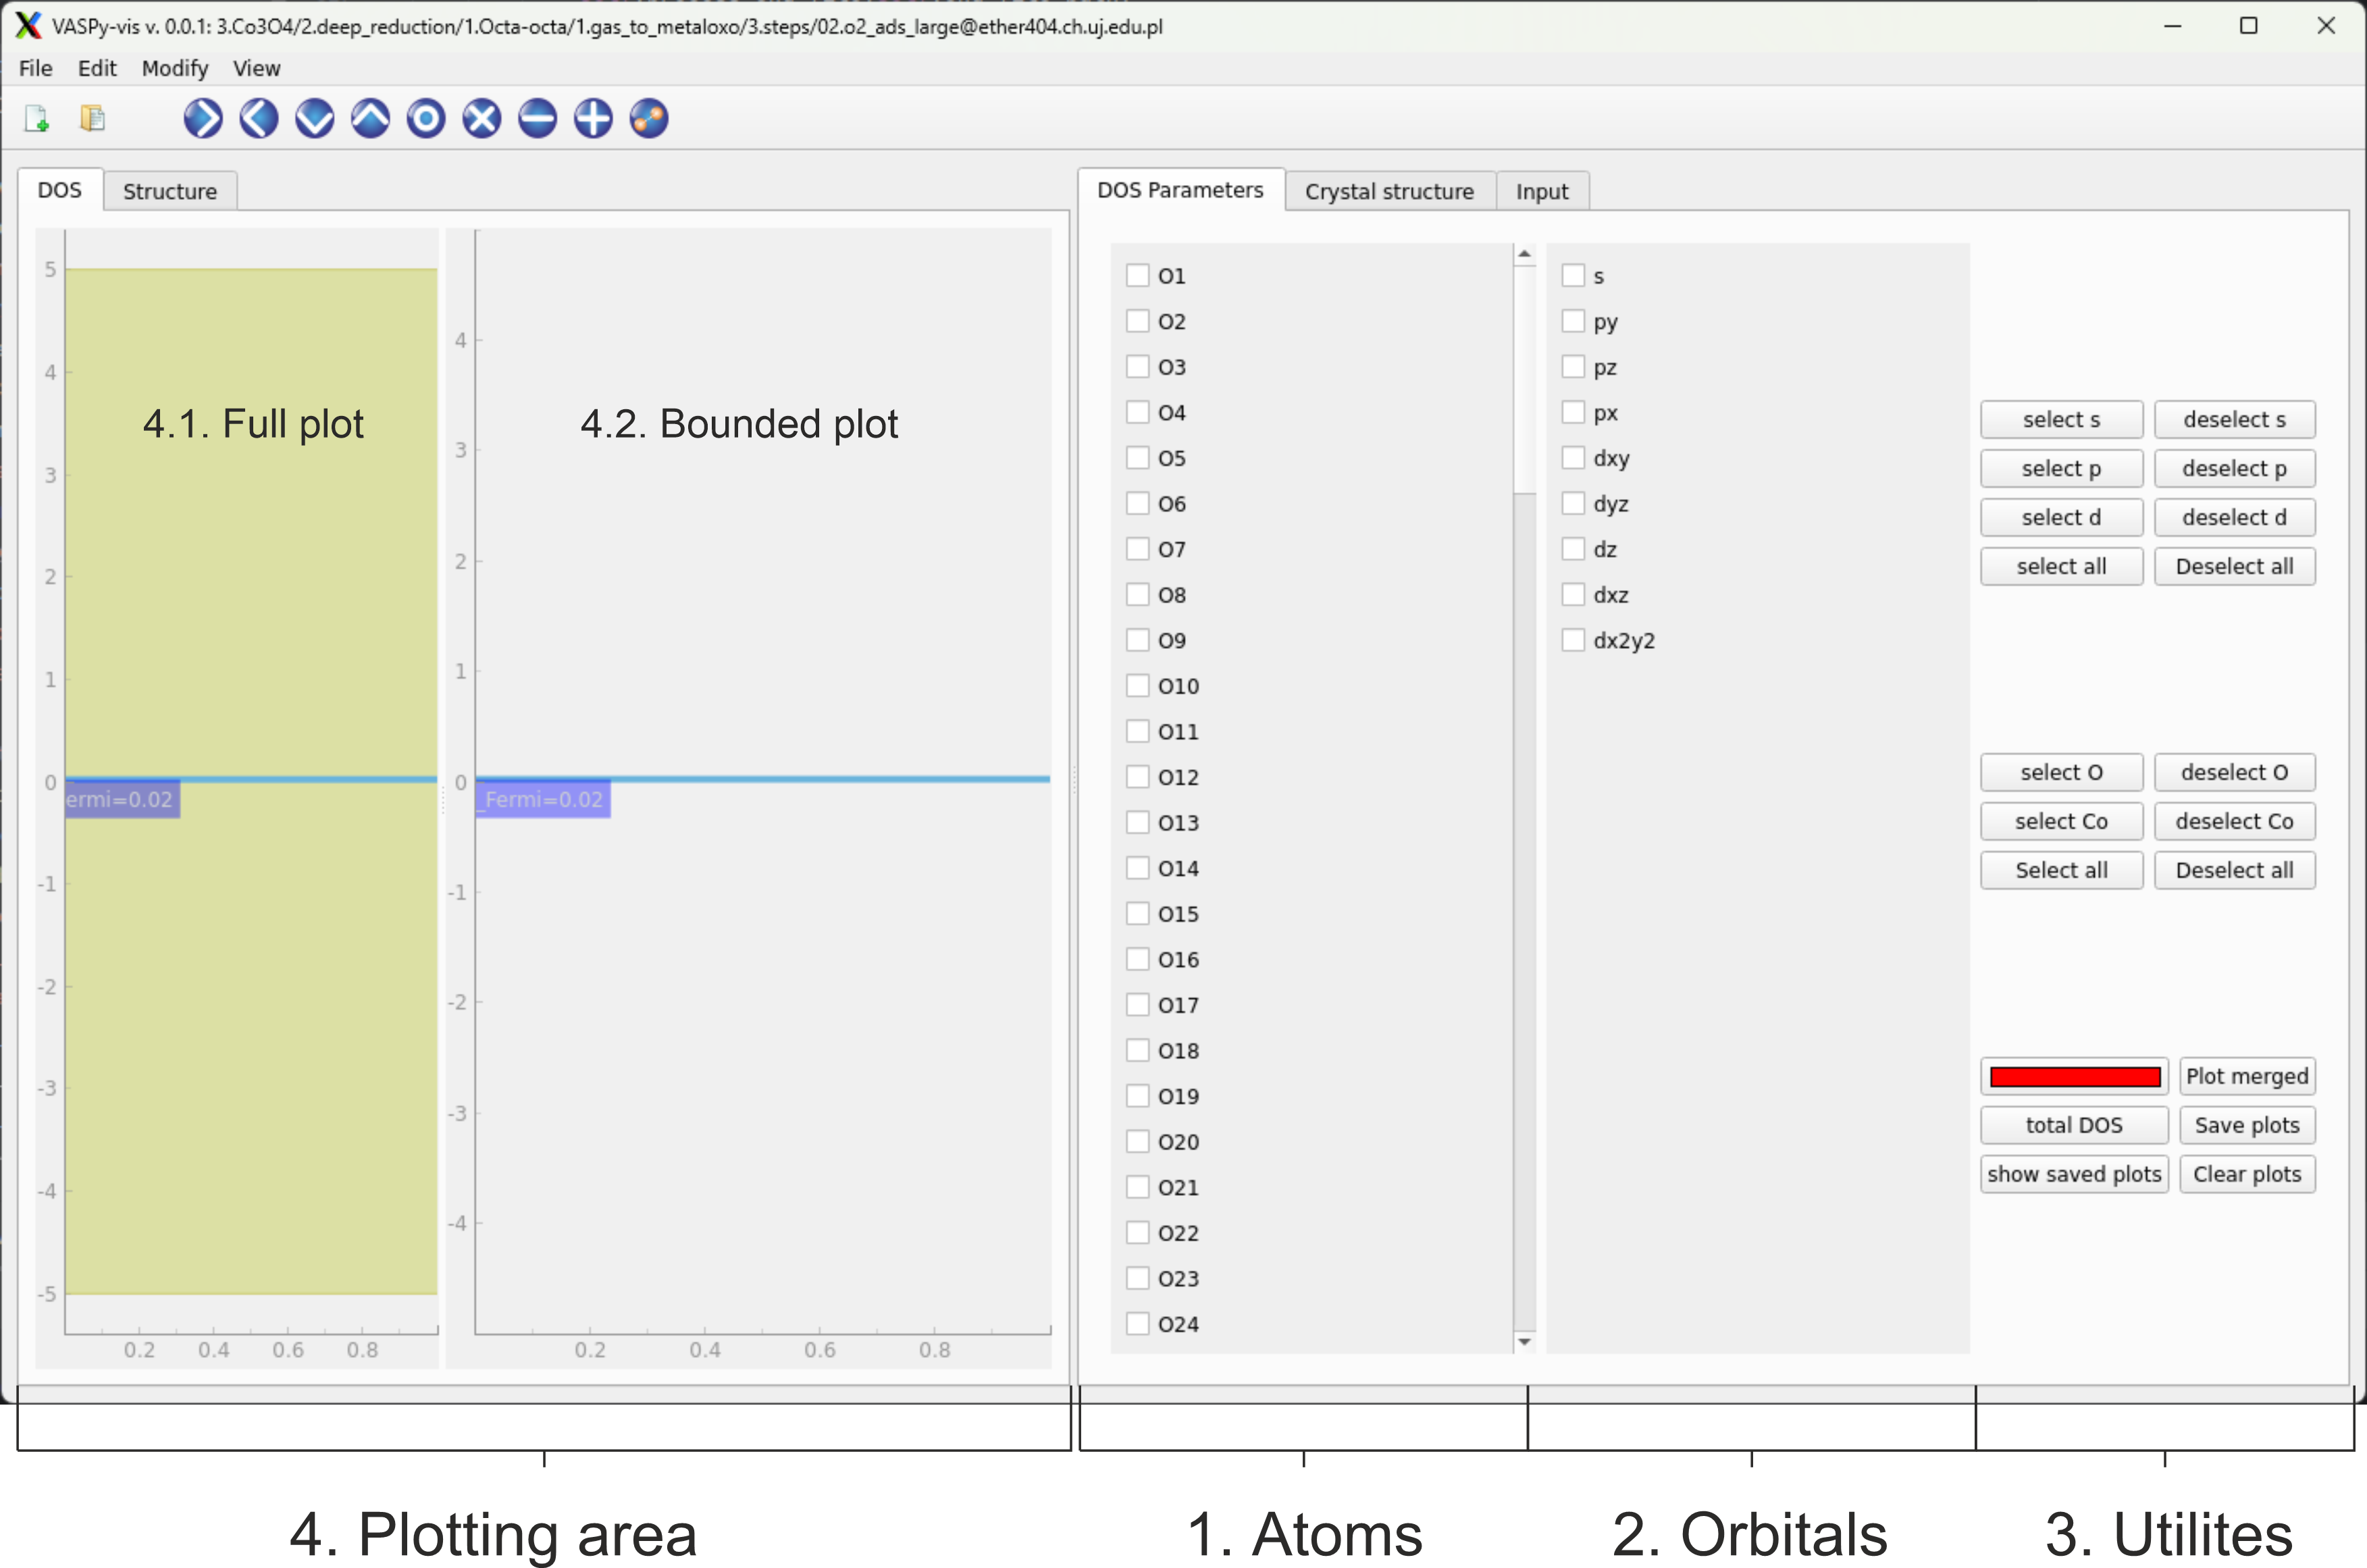 VASPy-vis v. 0.0.1: 3.Co3O4/2.deep_reduction/1.Octa-octa/1.gas_to_metaloxo/3.steps/02.o2_ads_large@ether404.ch.uj.edu.pl
File Edit Modify View
DOS Structure
5
4
3
2
1
0
-1
-2
-3
-4
-5
0.2 0.4 0.6 0.8
4.1. Full plot
ermi=0.02
4
3
2
1
0
-1
-2
-3
-4
0.2 0.4 0.6 0.8
4.2. Bounded plot
_Fermi=0.02
DOS Parameters Crystal structure Input
O1
O2
O3
O4
O5
O6
O7
O8
O9
O10
O11
O12
O13
O14
O15
O16
O17
O18
O19
O20
O21
O22
O23
O24
s
py
pz
px
dxy
dyz
dz
dxz
dx2y2
select s deselect s
select p deselect p
select d deselect d
select all Deselect all
select O deselect O
select Co deselect Co
Select all Deselect all
Plot merged
total DOS Save plots
show saved plots Clear plots
4. Plotting area 1. Atoms 2. Orbitals 3. Utilites